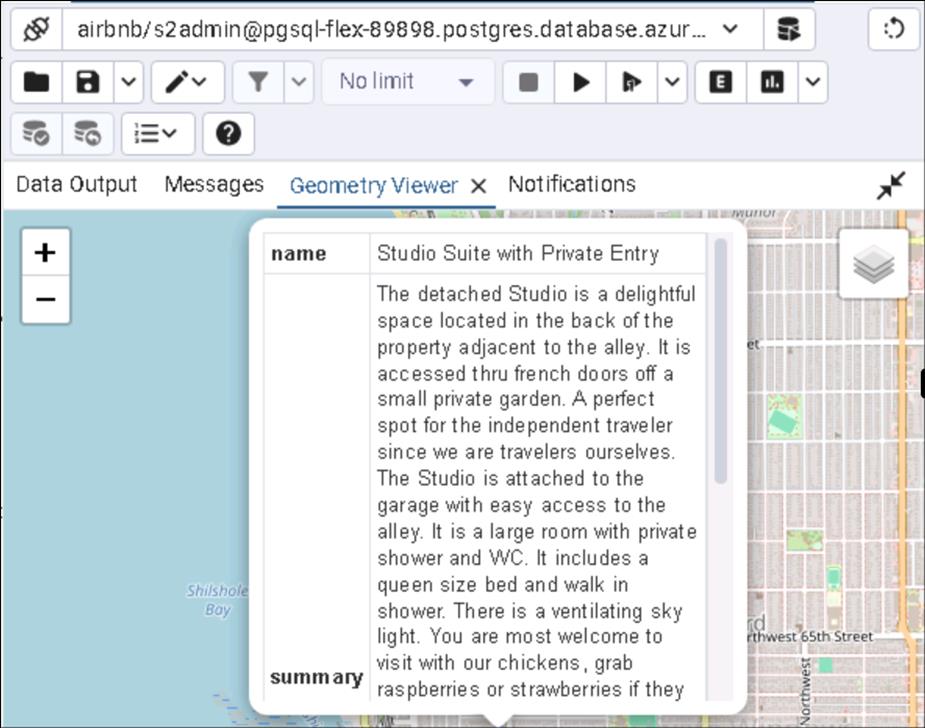 airbnb/s2admin@pgsql-flex-89898.postgres.database.azur...
No limit
E
?
Data Output Messages Geometry Viewer Notifications
+
−
name Studio Suite with Private Entry
The detached Studio is a delightful
space located in the back of the
property adjacent to the alley. It is
accessed thru french doors off a
small private garden. A perfect
spot for the independent traveler
since we are travelers ourselves.
The Studio is attached to the
garage with easy access to the
alley. It is a large room with private
shower and WC. It includes a
queen size bed and walk in
shower. There is a ventilating sky
light. You are most welcome to
visit with our chickens, grab
summary raspberries or strawberries if they
Manor
Shilshole
Bay
rthwest 65th Street
Northwest